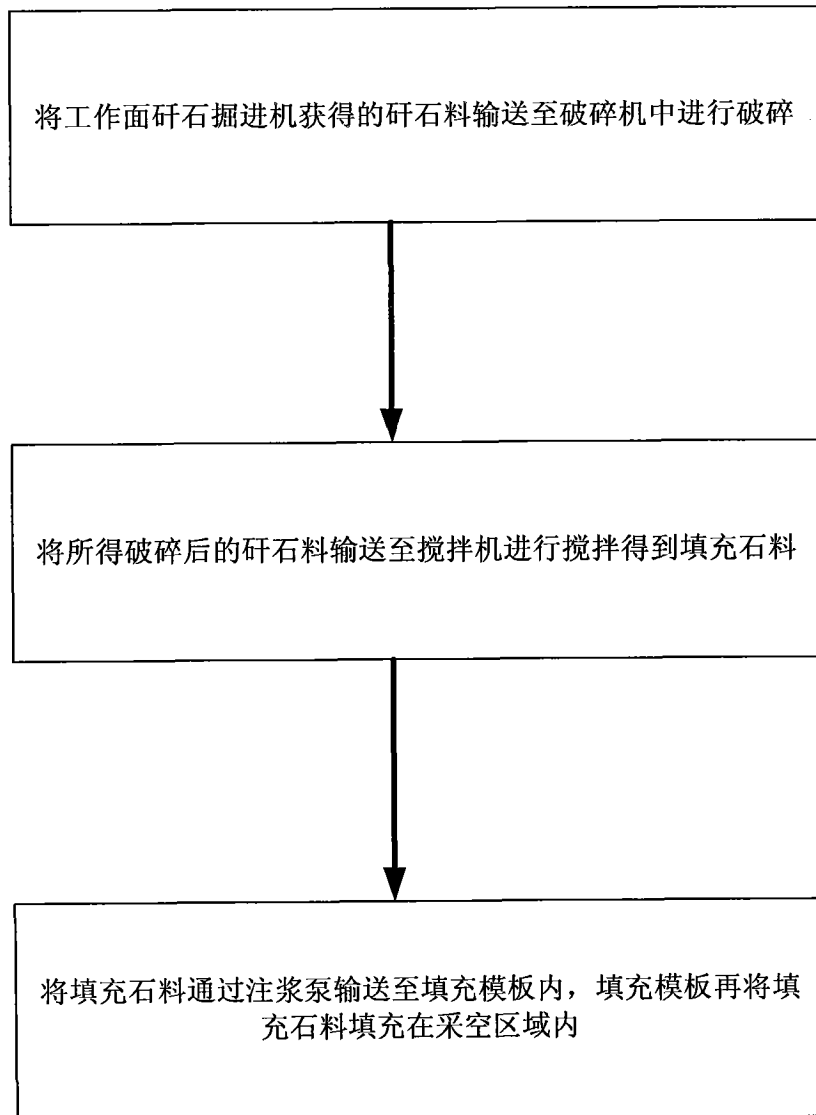 将工作面矸石掘进机获得的矸石料输送至破碎机中进行破碎
将所得破碎后的矸石料输送至搅拌机进行搅拌得到填充石料
将填充石料通过注浆泵输送至填充模板内，填充模板再将填
充石料填充在采空区域内